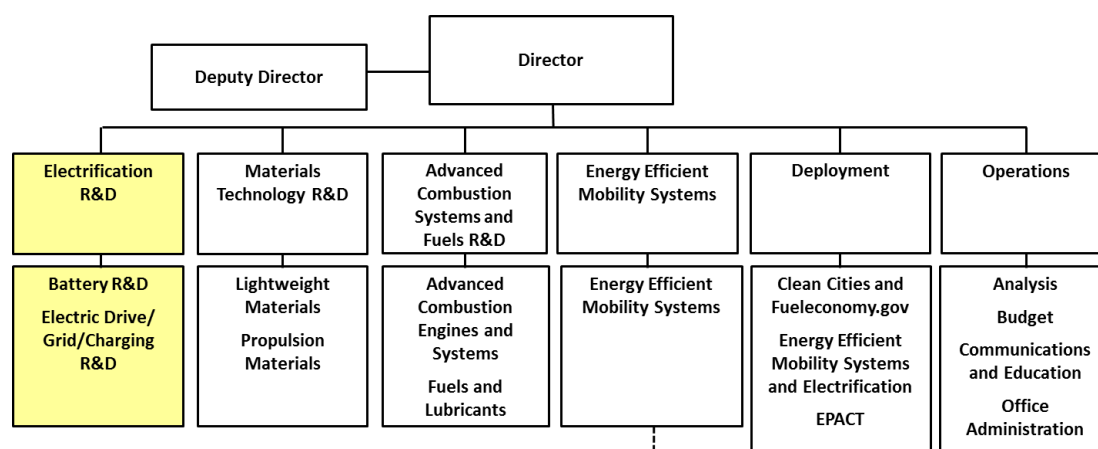 Director
Deputy Director
Electrification
R&D
Materials
Technology R&D
Advanced
Combustion
Systems and
Fuels R&D
Energy Efficient
Mobility Systems
Deployment
Operations
Battery R&D
Electric Drive/
Grid/Charging
R&D
Lightweight
Materials
Propulsion
Materials
Advanced
Combustion
Engines and
Systems
Fuels and
Lubricants
Energy Efficient
Mobility Systems
Clean Cities and
Fueleconomy.gov
Energy Efficient
Mobility Systems
and Electrification
EPACT
Analysis
Budget
Communications
and Education
Office
Administration